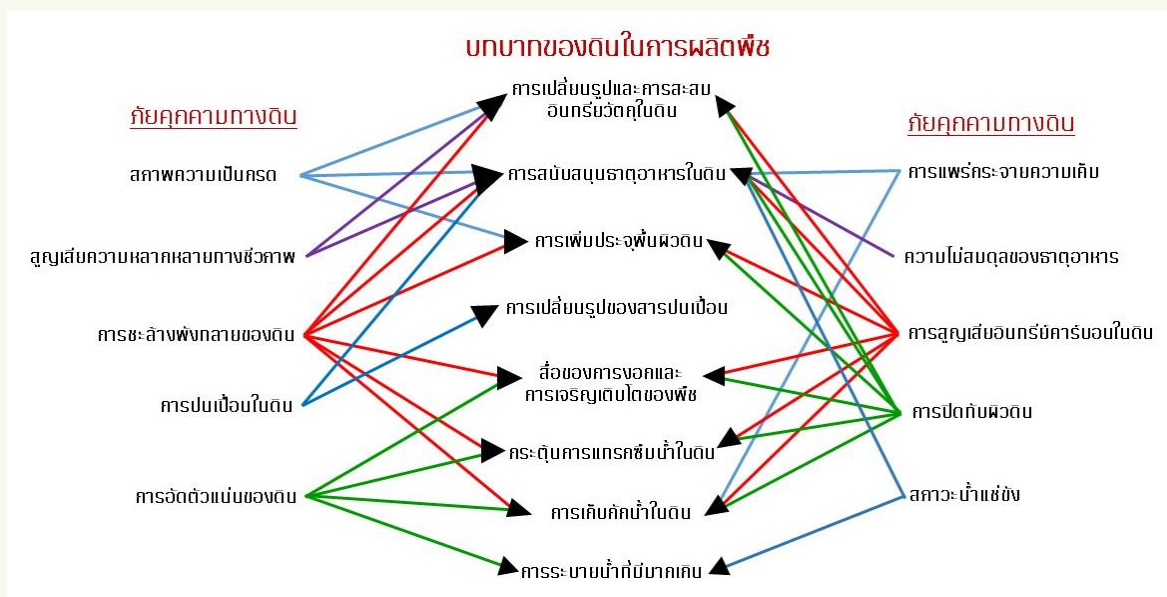 บทบาทของดินในการผลิตพืช
ภัยคุกคามทางดิน
สภาพความเป็นกรด
สูญเสียความหลากหลายทางชีวภาพ
การชะล้างพังทลายของดิน
การปนเปื้อนในดิน
การอัดตัวแน่นของดิน
การเปลี่ยนรูปและการสะสม
อินทรียวัตถุในดิน
การสนับสนุนธาตุอาหารในดิน
การเพิ่มประจุพื้นผิวดิน
การเปลี่ยนรูปของสารปนเปื้อน
สื่อของการงอกและ
การเจริญเติบโตของพืช
กระตุ้นการแทรกซึมน้ำในดิน
การเก็บกักน้ำในดิน
การระบายน้ำที่มีมากเกิน
ภัยคุกคามทางดิน
การแพร่กระจายความเค็ม
ความไม่สมดุลของธาตุอาหาร
การสูญเสียอินทรีย์คาร์บอนในดิน
การปิดทับผิวดิน
สภาวะน้ำแช่ขัง